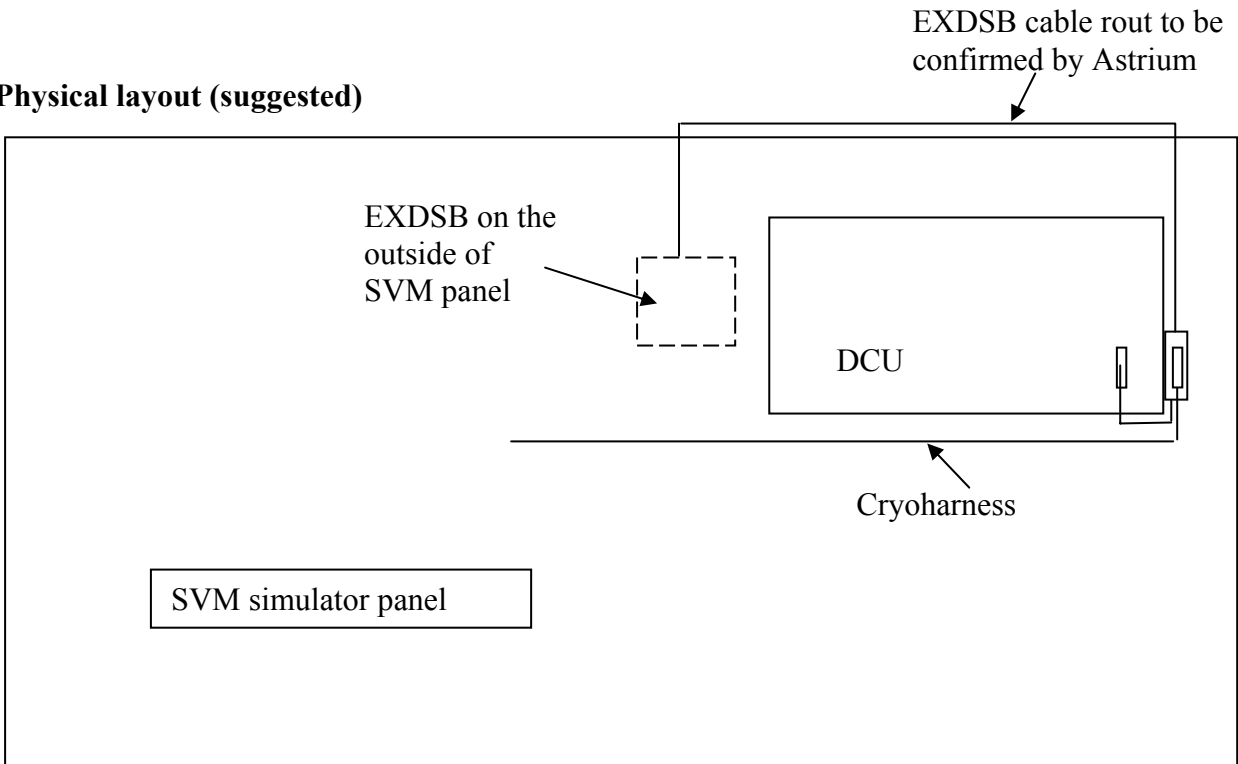 EXDSB cable rout to be
confirmed by Astrium
Physical layout (suggested)
EXDSB on the
outside of
SVM panel
DCU
Cryoharness
SVM simulator panel